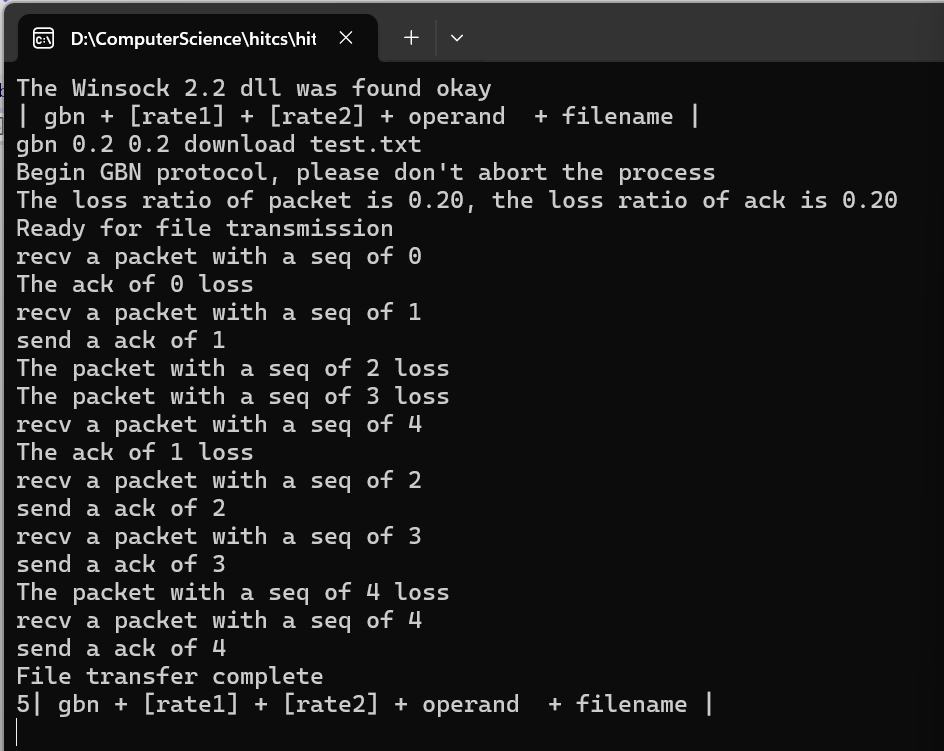 D:\ComputerScience\hitcs\hit
The Winsock 2.2 dll was found okay
| gbn + [rate1] + [rate2] + operand  + filename |
gbn 0.2 0.2 download test.txt
Begin GBN protocol, please don't abort the process
The loss ratio of packet is 0.20, the loss ratio of ack is 0.20
Ready for file transmission
recv a packet with a seq of 0
The ack of 0 loss
recv a packet with a seq of 1
send a ack of 1
The packet with a seq of 2 loss
The packet with a seq of 3 loss
recv a packet with a seq of 4
The ack of 1 loss
recv a packet with a seq of 2
send a ack of 2
recv a packet with a seq of 3
send a ack of 3
The packet with a seq of 4 loss
recv a packet with a seq of 4
send a ack of 4
File transfer complete
5| gbn + [rate1] + [rate2] + operand  + filename |